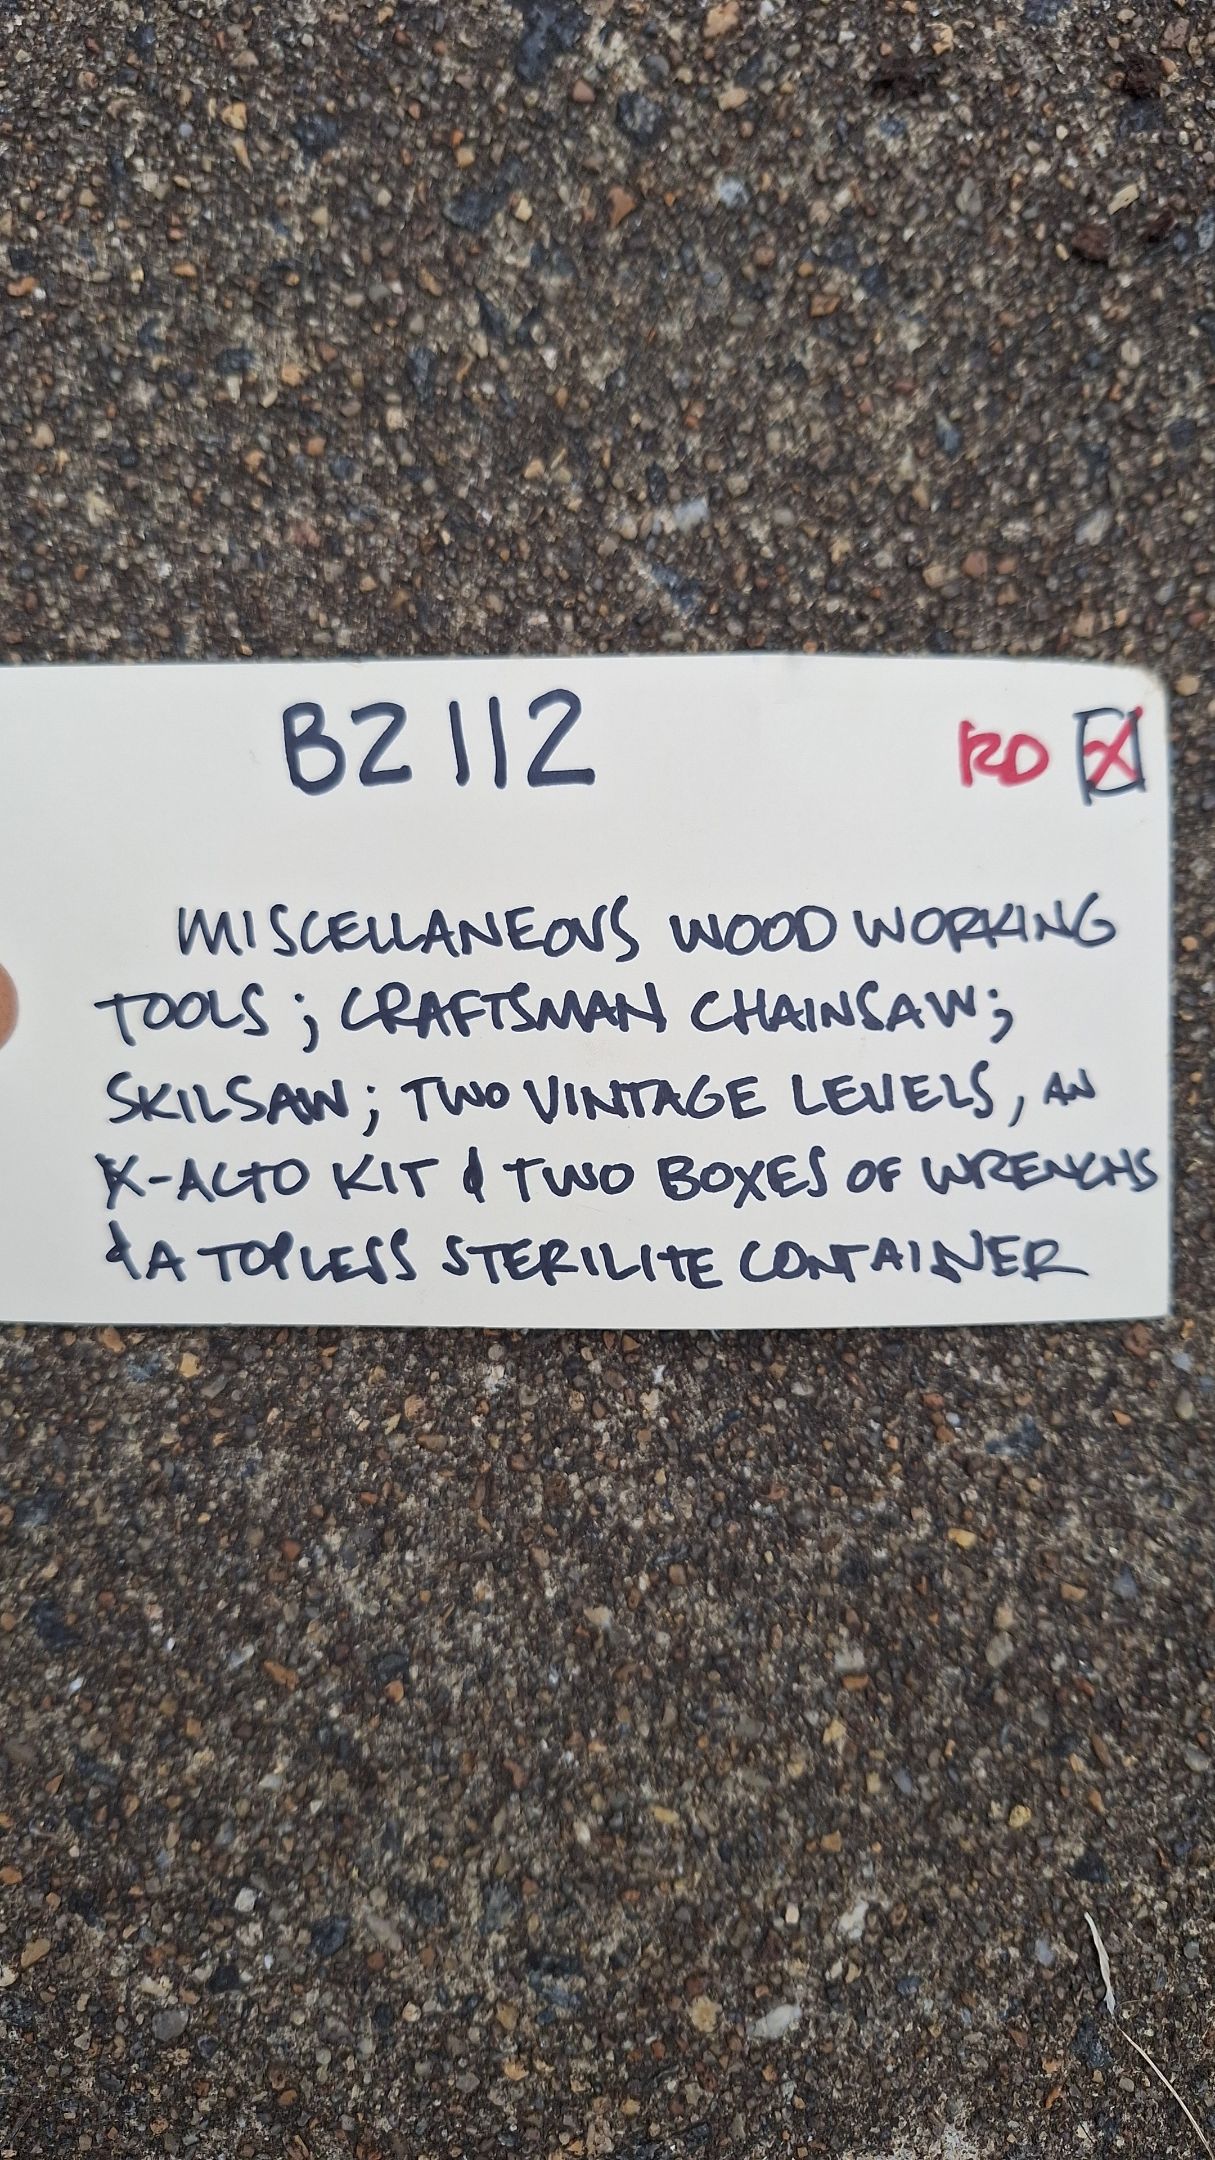 BZ112 RD ☒
MISCELLANEOUS WOOD WORKING
TOOLS; CRAFTSMAN CHAINSAW;
SKILSAW; TWO VINTAGE LEVELS, AN
X-ACTO KIT & TWO BOXES OF WRENCHS
& A TOPLESS STERILITE CONTAINER